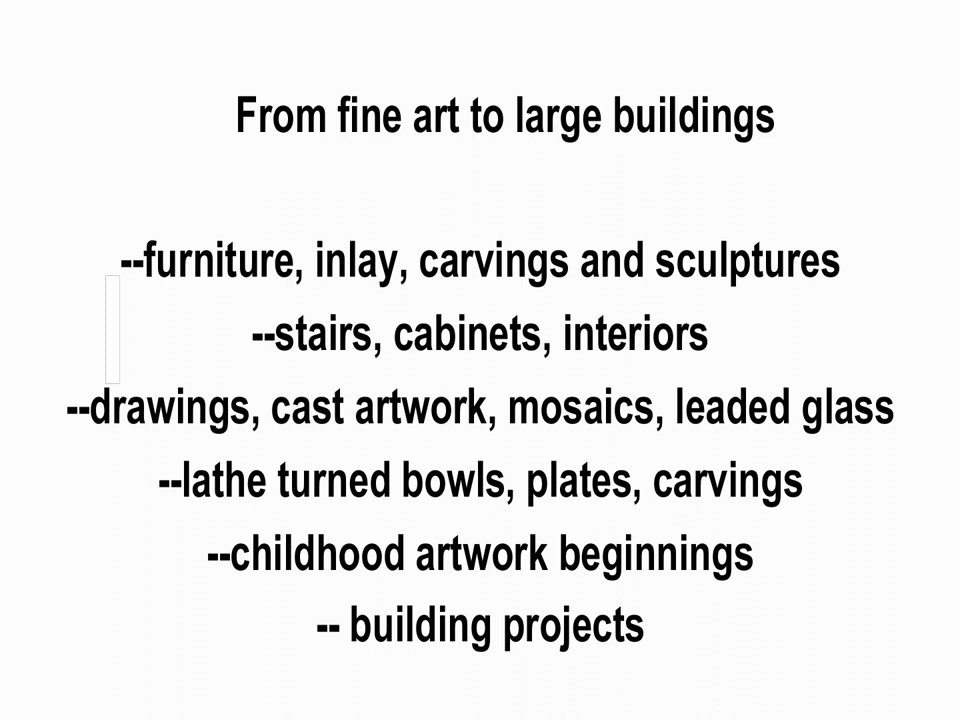 From fine art to large buildings
--furniture, inlay, carvings and sculptures
--stairs, cabinets, interiors
--drawings, cast artwork, mosaics, leaded glass
--lathe turned bowls, plates, carvings
--childhood artwork beginnings
-- building projects